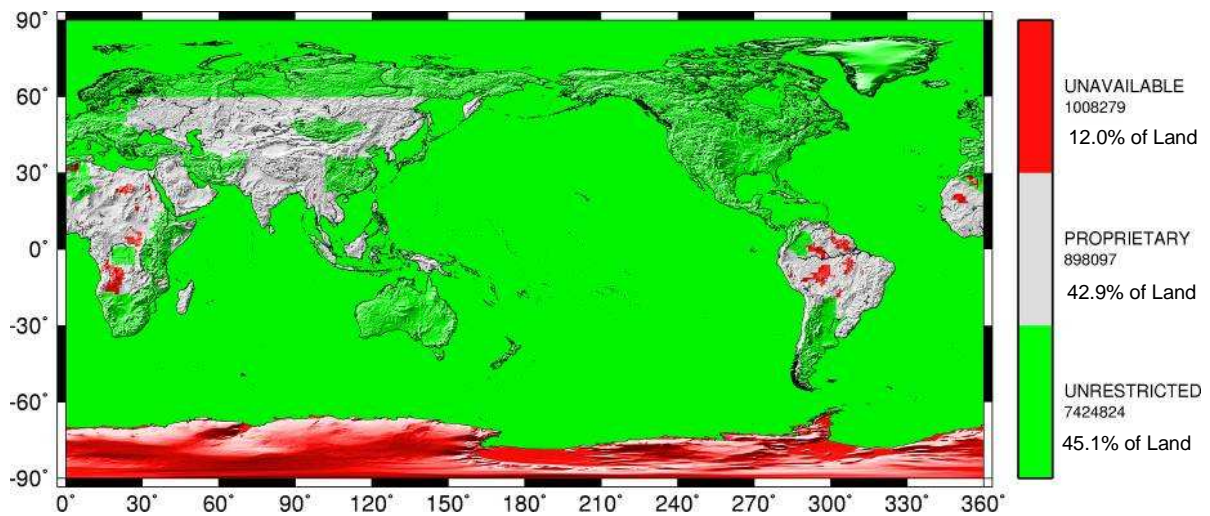 90°
60°
30°
0°
-30°
-60°
-90°
0° 30° 60° 90° 120° 150° 180° 210° 240° 270° 300° 330° 360°
UNAVAILABLE
1008279
12.0% of Land
PROPRIETARY
898097
42.9% of Land
UNRESTRICTED
7424824
45.1% of Land